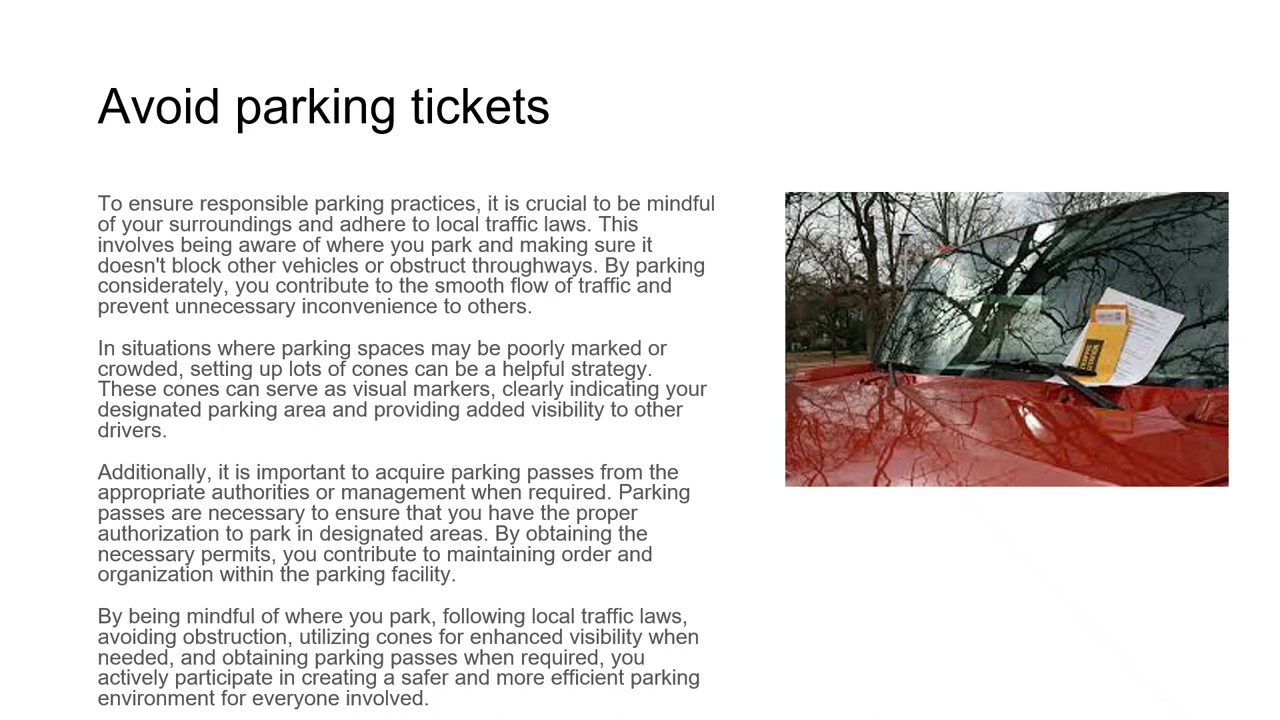 Avoid parking tickets
To ensure responsible parking practices, it is crucial to be mindful
of your surroundings and adhere to local traffic laws. This
involves being aware of where you park and making sure it
doesn't block other vehicles or obstruct throughways. By parking
considerately, you contribute to the smooth flow of traffic and
prevent unnecessary inconvenience to others.
In situations where parking spaces may be poorly marked or
crowded, setting up lots of cones can be a helpful strategy.
These cones can serve as visual markers, clearly indicating your
designated parking area and providing added visibility to other
drivers.
Additionally, it is important to acquire parking passes from the
appropriate authorities or management when required. Parking
passes are necessary to ensure that you have the proper
authorization to park in designated areas. By obtaining the
necessary permits, you contribute to maintaining order and
organization within the parking facility.
By being mindful of where you park, following local traffic laws,
avoiding obstruction, utilizing cones for enhanced visibility when
needed, and obtaining parking passes when required, you
actively participate in creating a safer and more efficient parking
environment for everyone involved.